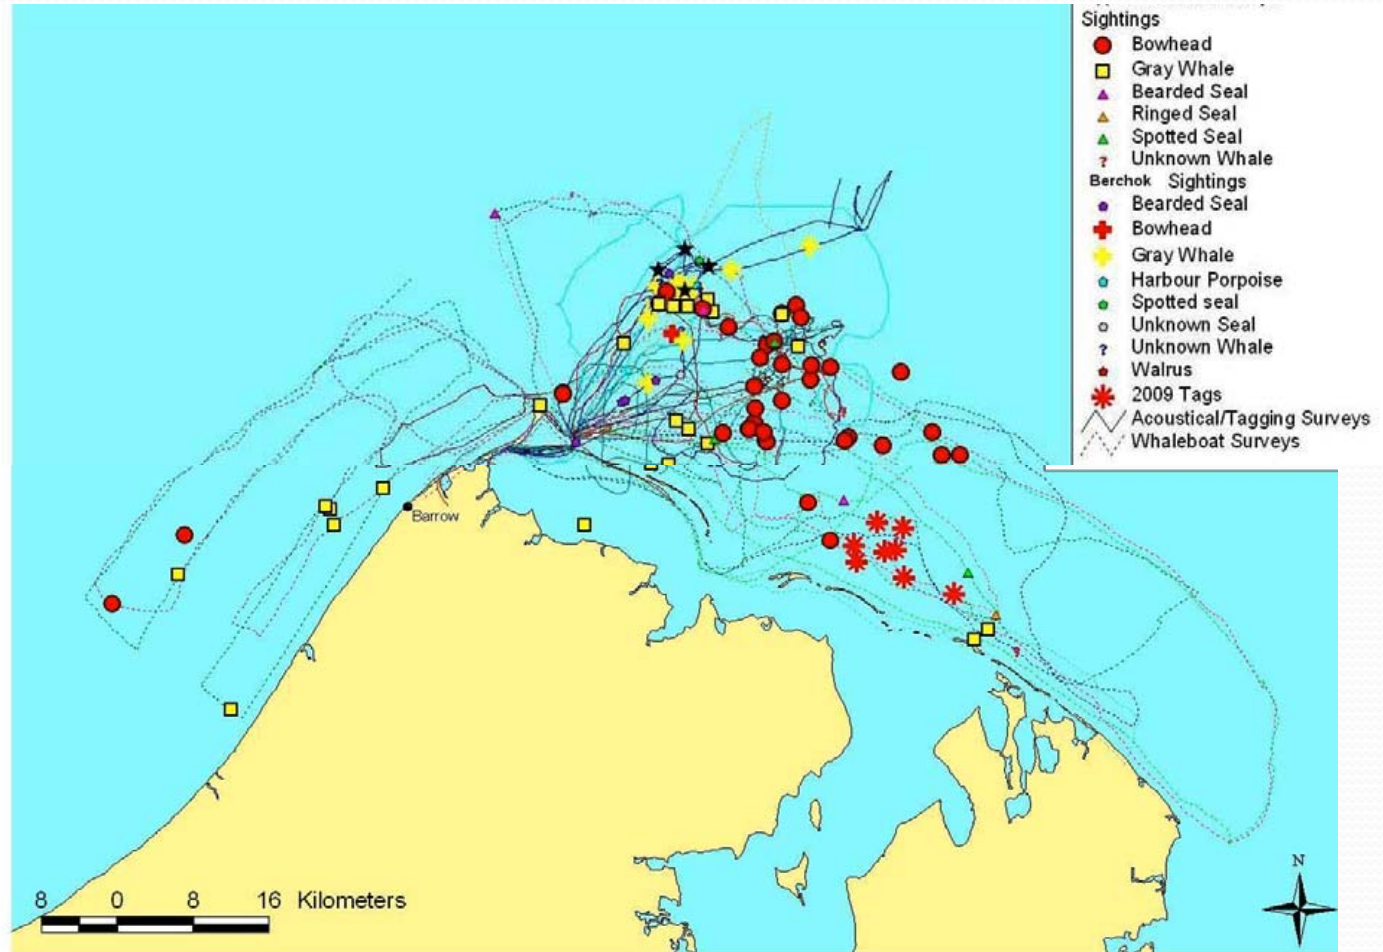 Sightings
Bowhead
Gray Whale
Bearded Seal
Ringed Seal
Spotted Seal
? Unknown Whale
Berchok Sightings
Bearded Seal
Bowhead
Gray Whale
Harbour Porpoise
Spotted seal
Unknown Seal
? Unknown Whale
Walrus
2009 Tags
Acoustical/Tagging Surveys
Whaleboat Surveys
Barrow
N
8 0 8 16 Kilometers